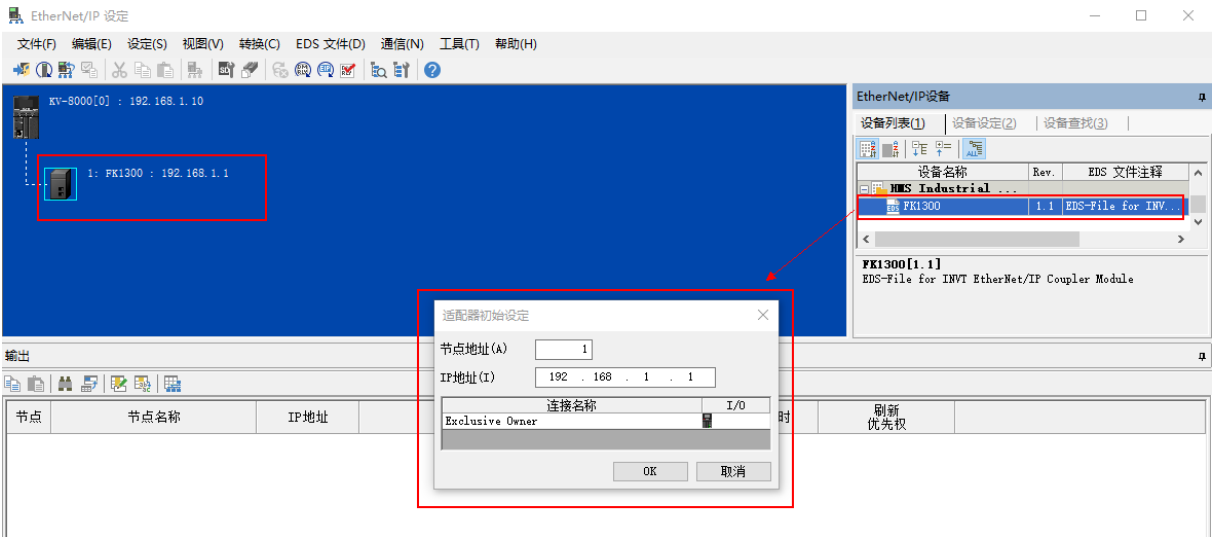 EtherNet/IP 设定
文件(F) 编辑(E) 设定(S) 视图(V) 转换(C) EDS 文件(D) 通信(N) 工具(T) 帮助(H)
KV-8000[0] : 192.168.1.10
1: FK1300 : 192.168.1.1
EtherNet/IP设备
设备列表(1) 设备设定(2) 设备查找(3)
设备名称 Rev. EDS 文件注释
HMS Industrial ...
FK1300 1.1 EDS-File for INV...
FK1300[1.1]
EDS-File for INVT EtherNet/IP Coupler Module
适配器初始设定
节点地址(A) 1
IP地址(I) 192 . 168 . 1 . 1
连接名称 I/O
Exclusive Owner
OK 取消
输出
节点 节点名称 IP地址 时 刷新
优先权